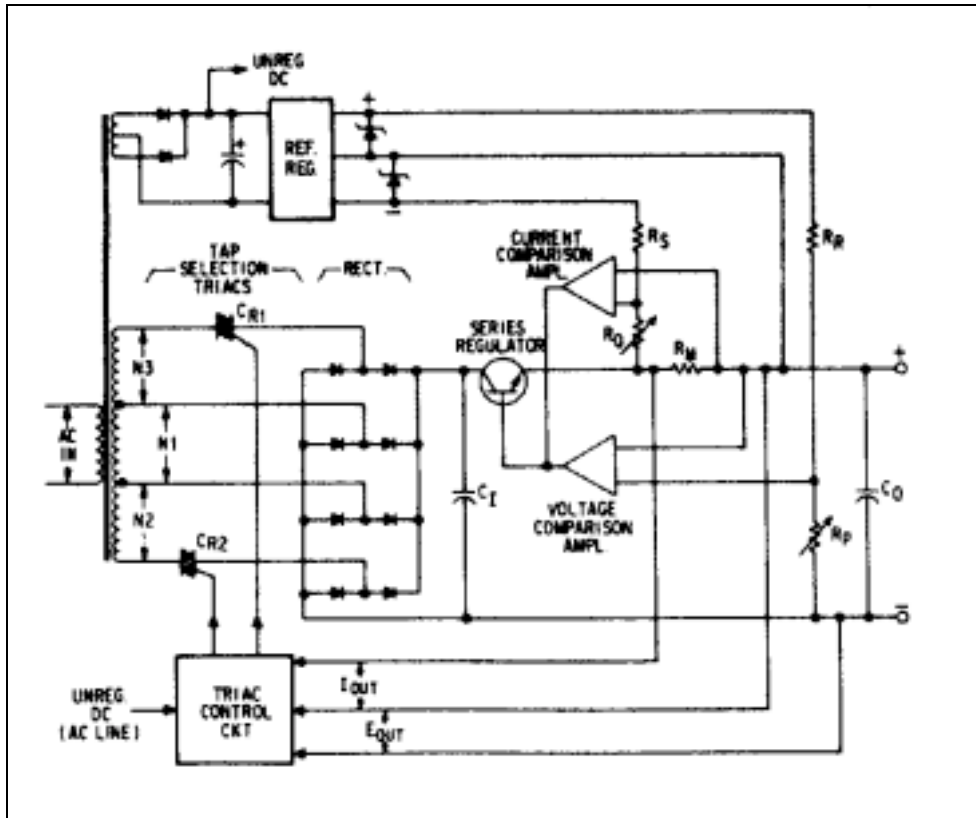 UNREG
DC
+
+
REF.
REG.
-
TAP
SELECTION
TRIACS
RECT.
CURRENT
COMPARISON
AMPL.
RS
RR
CR1
SERIES
REGULATOR
RQ
RM
+
N3
AC
IN
N1
N2
CI
VOLTAGE
COMPARISON
AMPL.
CO
RP
CR2
-
UNREG.
DC
(AC LINE)
TRIAC
CONTROL
CKT
IOUT
EOUT